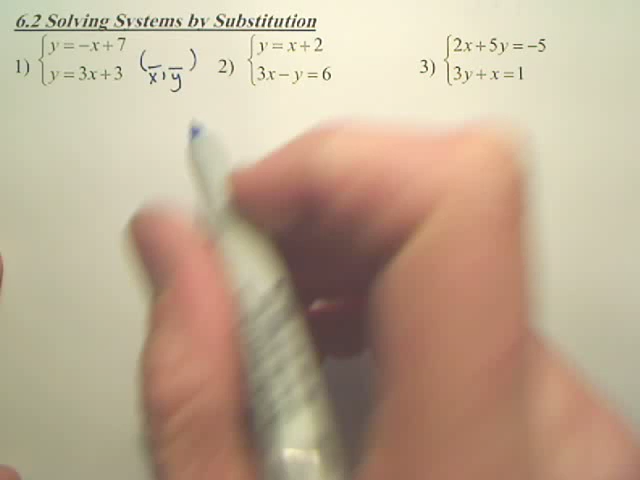 6.2 Solving Systems by Substitution
1) { y = -x + 7
y = 3x + 3
( _ , _ )
x y
2) { y = x + 2
3x - y = 6
3) { 2x + 5y = -5
3y + x = 1